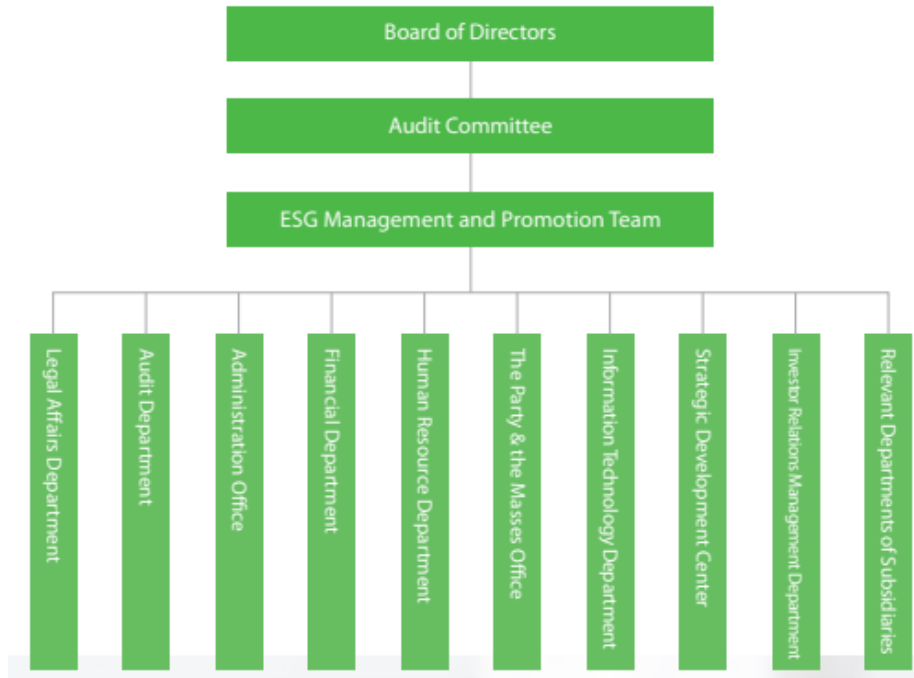 Board of Directors
Audit Committee
ESG Management and Promotion Team
Legal Affairs Department
Audit Department
Administration Office
Financial Department
Human Resource Department
The Party & the Masses Office
Information Technology Department
Strategic Development Center
Investor Relations Management Department
Relevant Departments of Subsidiaries